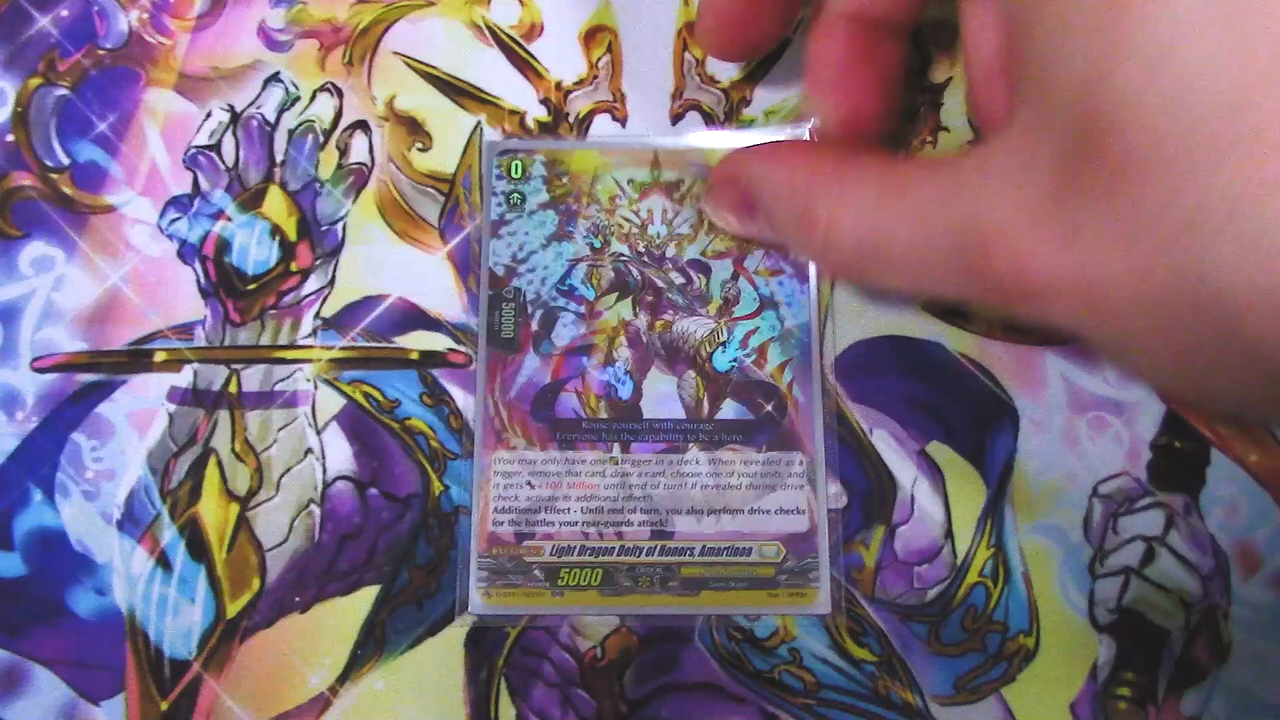 0
50000
Rouse yourself with courage
Everyone has the capability to be a hero
(You may only have one trigger in a deck. When revealed as a
trigger, remove that card, draw a card, choose one of your units, and
it gets +100 Million until end of turn! If revealed during drive
check, activate its additional effect!)
Additional Effect - Until end of turn, you also perform drive checks
for the battles your rear-guards attack!
Light Dragon Deity of Honors, Amartinoa
5000
1